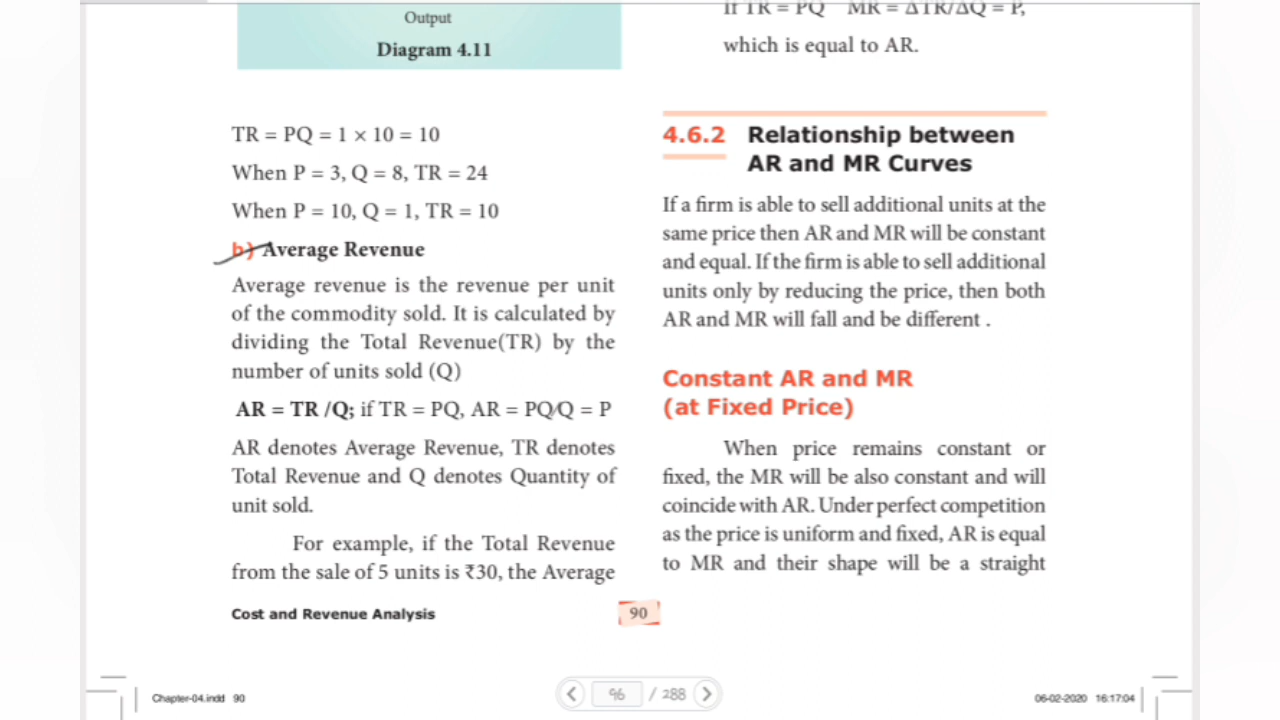 Output
Diagram 4.11
TR = PQ = 1 × 10 = 10
When P = 3, Q = 8, TR = 24
When P = 10, Q = 1, TR = 10
b) Average Revenue
Average revenue is the revenue per unit
of the commodity sold. It is calculated by
dividing the Total Revenue(TR) by the
number of units sold (Q)
AR = TR /Q; if TR = PQ, AR = PQ/Q = P
AR denotes Average Revenue, TR denotes
Total Revenue and Q denotes Quantity of
unit sold.
For example, if the Total Revenue
from the sale of 5 units is ₹30, the Average
If TR = PQ MR = ΔTR/ΔQ = P,
which is equal to AR.
4.6.2 Relationship between
AR and MR Curves
If a firm is able to sell additional units at the
same price then AR and MR will be constant
and equal. If the firm is able to sell additional
units only by reducing the price, then both
AR and MR will fall and be different .
Constant AR and MR
(at Fixed Price)
When price remains constant or
fixed, the MR will be also constant and will
coincide with AR. Under perfect competition
as the price is uniform and fixed, AR is equal
to MR and their shape will be a straight
Cost and Revenue Analysis
90
Chapter-04.indd 90
96 / 288
06-02-2020 16:17:04